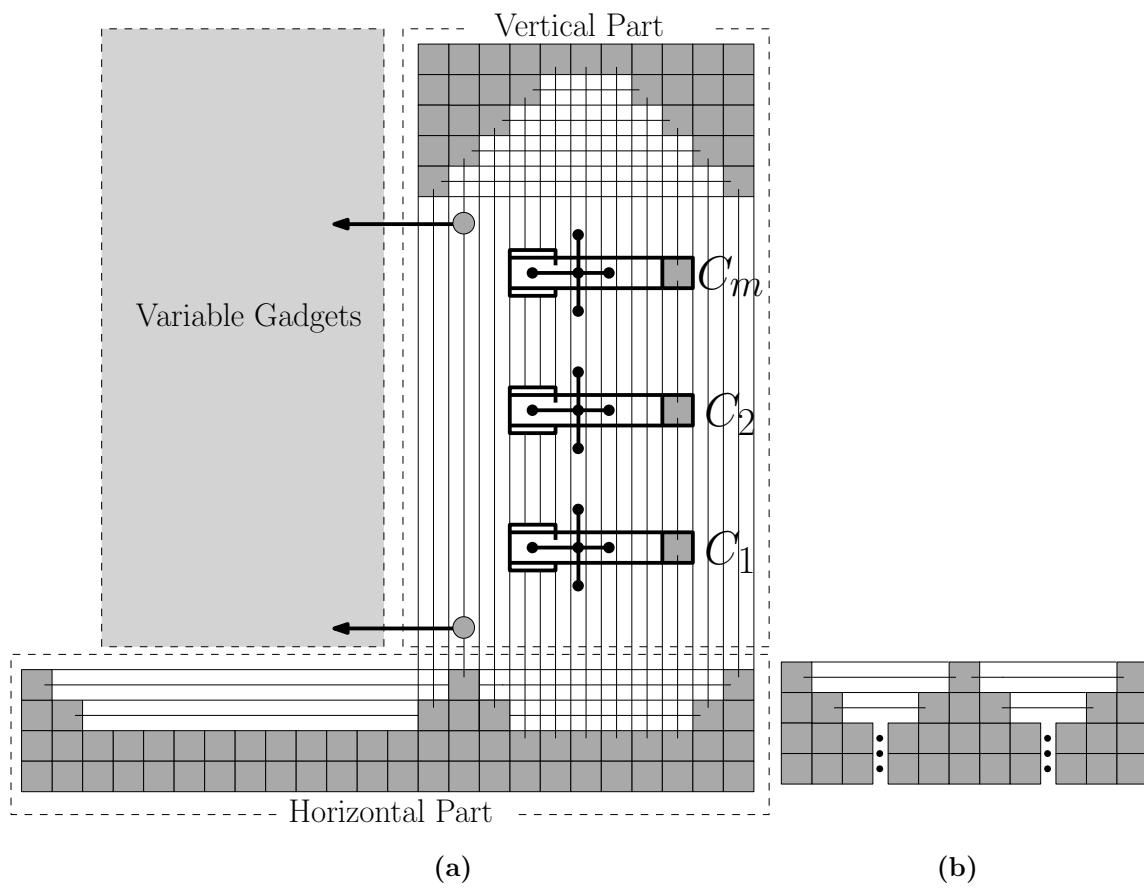 Vertical Part
Variable Gadgets
C_m
C_2
C_1
Horizontal Part
(a)
(b)